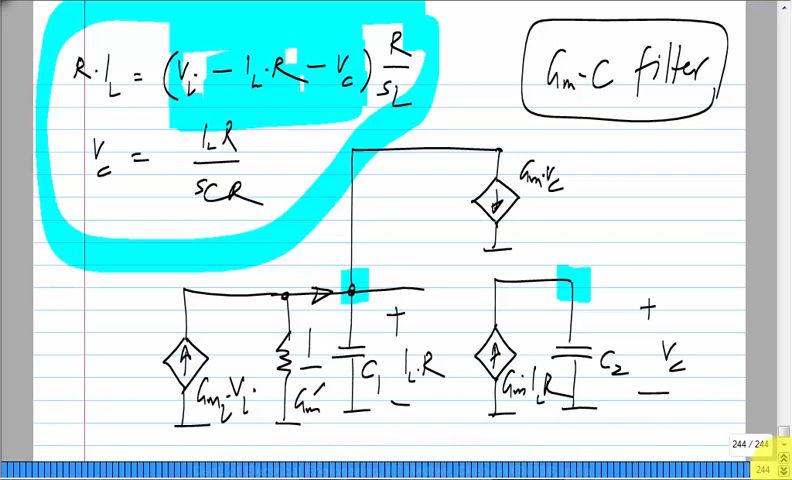 R·I_L = (V_i − I_L·R − V_c) R/sL
V_c = I_L R/sCR
Gm-C filter
Gm·V_c
Gm_i·V_i
1/Gm
C_1
+ I_L·R −
Gm·I_L R
C_2
+ V_c −
244 / 244
244